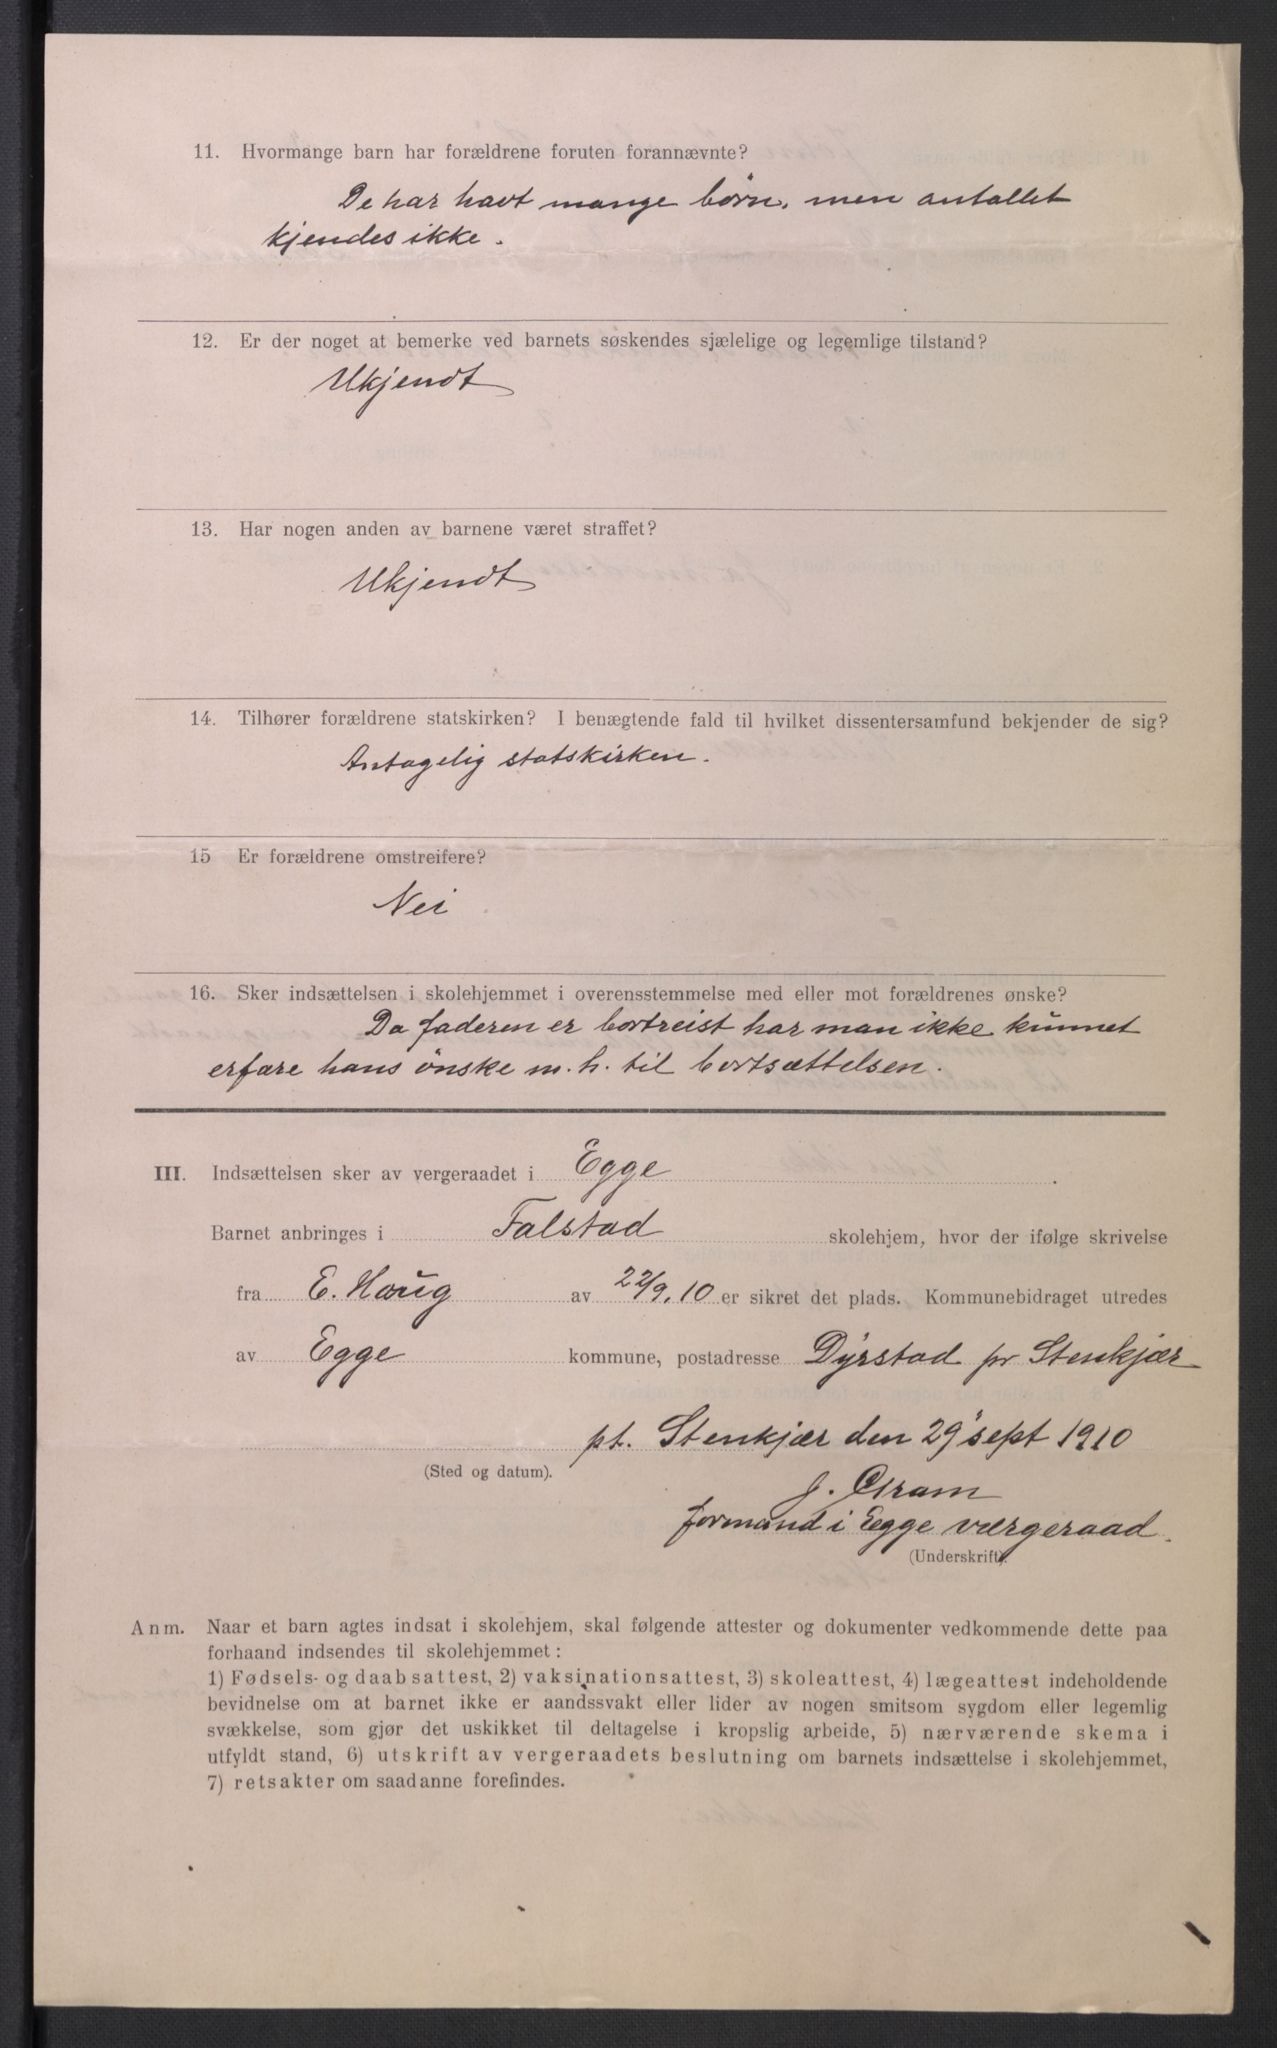 11. Hvormange barn har forældrene foruten forannævnte?
De har havt mange börn, men antallet
kjendes ikke.
12. Er der noget at bemerke ved barnets søskendes sjælelige og legemlige tilstand?
Ukjendt
13. Har nogen anden av barnene været straffet?
Ukjendt
14. Tilhører forældrene statskirken? I benægtende fald til hvilket dissentersamfund bekjender de sig?
Antagelig statskirken.
15 Er forældrene omstreifere?
Nei
16. Sker indsættelsen i skolehjemmet i overensstemmelse med eller mot forældrenes ønske?
Da faderen er bortreist har man ikke kunnet
erfare hans önske m. h. til bortsættelsen.
III. Indsættelsen sker av vergeraadet i Egge
Barnet anbringes i Falstad skolehjem, hvor der ifølge skrivelse
fra E. Haug av 22/9.10 er sikret det plads. Kommunebidraget utredes
av Egge kommune, postadresse Dyrstad pr Stenkjær
pt. Stenkjær den 29 sept 1910
(Sted og datum).
J. Gram
formand i Egge værgeraad.
(Underskrift).
Anm. Naar et barn agtes indsat i skolehjem, skal følgende attester og dokumenter vedkommende dette paa
forhaand indsendes til skolehjemmet:
1) Fødsels- og daabsattest, 2) vaksinationsattest, 3) skoleattest, 4) lægeattest indeholdende
bevidnelse om at barnet ikke er aandssvakt eller lider av nogen smitsom sygdom eller legemlig
svækkelse, som gjør det uskikket til deltagelse i kropslig arbeide, 5) nærværende skema i
utfyldt stand, 6) utskrift av vergeraadets beslutning om barnets indsættelse i skolehjemmet,
7) retsakter om saadanne forefindes.